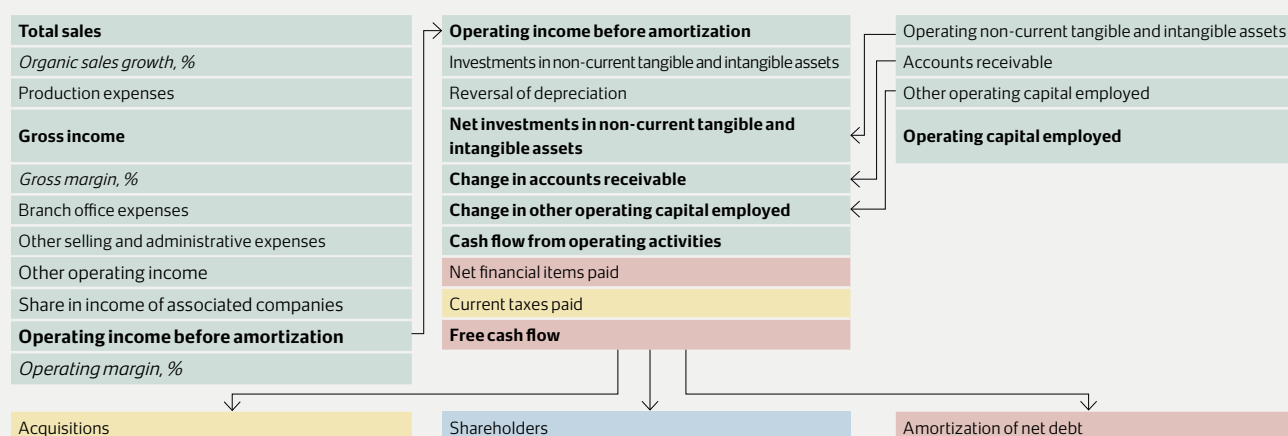 Total sales
Organic sales growth, %
Production expenses
Gross income
Gross margin, %
Branch office expenses
Other selling and administrative expenses
Other operating income
Share in income of associated companies
Operating income before amortization
Operating margin, %
Operating income before amortization
Investments in non-current tangible and intangible assets
Reversal of depreciation
Net investments in non-current tangible and
intangible assets
Change in accounts receivable
Change in other operating capital employed
Cash flow from operating activities
Net financial items paid
Current taxes paid
Free cash flow
Operating non-current tangible and intangible assets
Accounts receivable
Other operating capital employed
Operating capital employed
Acquisitions
Shareholders
Amortization of net debt